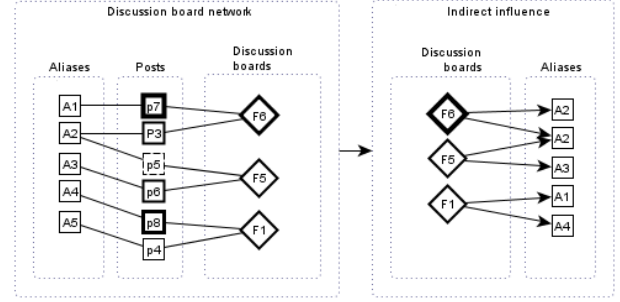 Discussion board network
Aliases
Posts
Discussion
boards
A1
A2
A3
A4
A5
p7
P3
p5
p6
p8
p4
F6
F5
F1
Indirect influence
Discussion
boards
Aliases
F6
F5
F1
A2
A2
A3
A1
A4